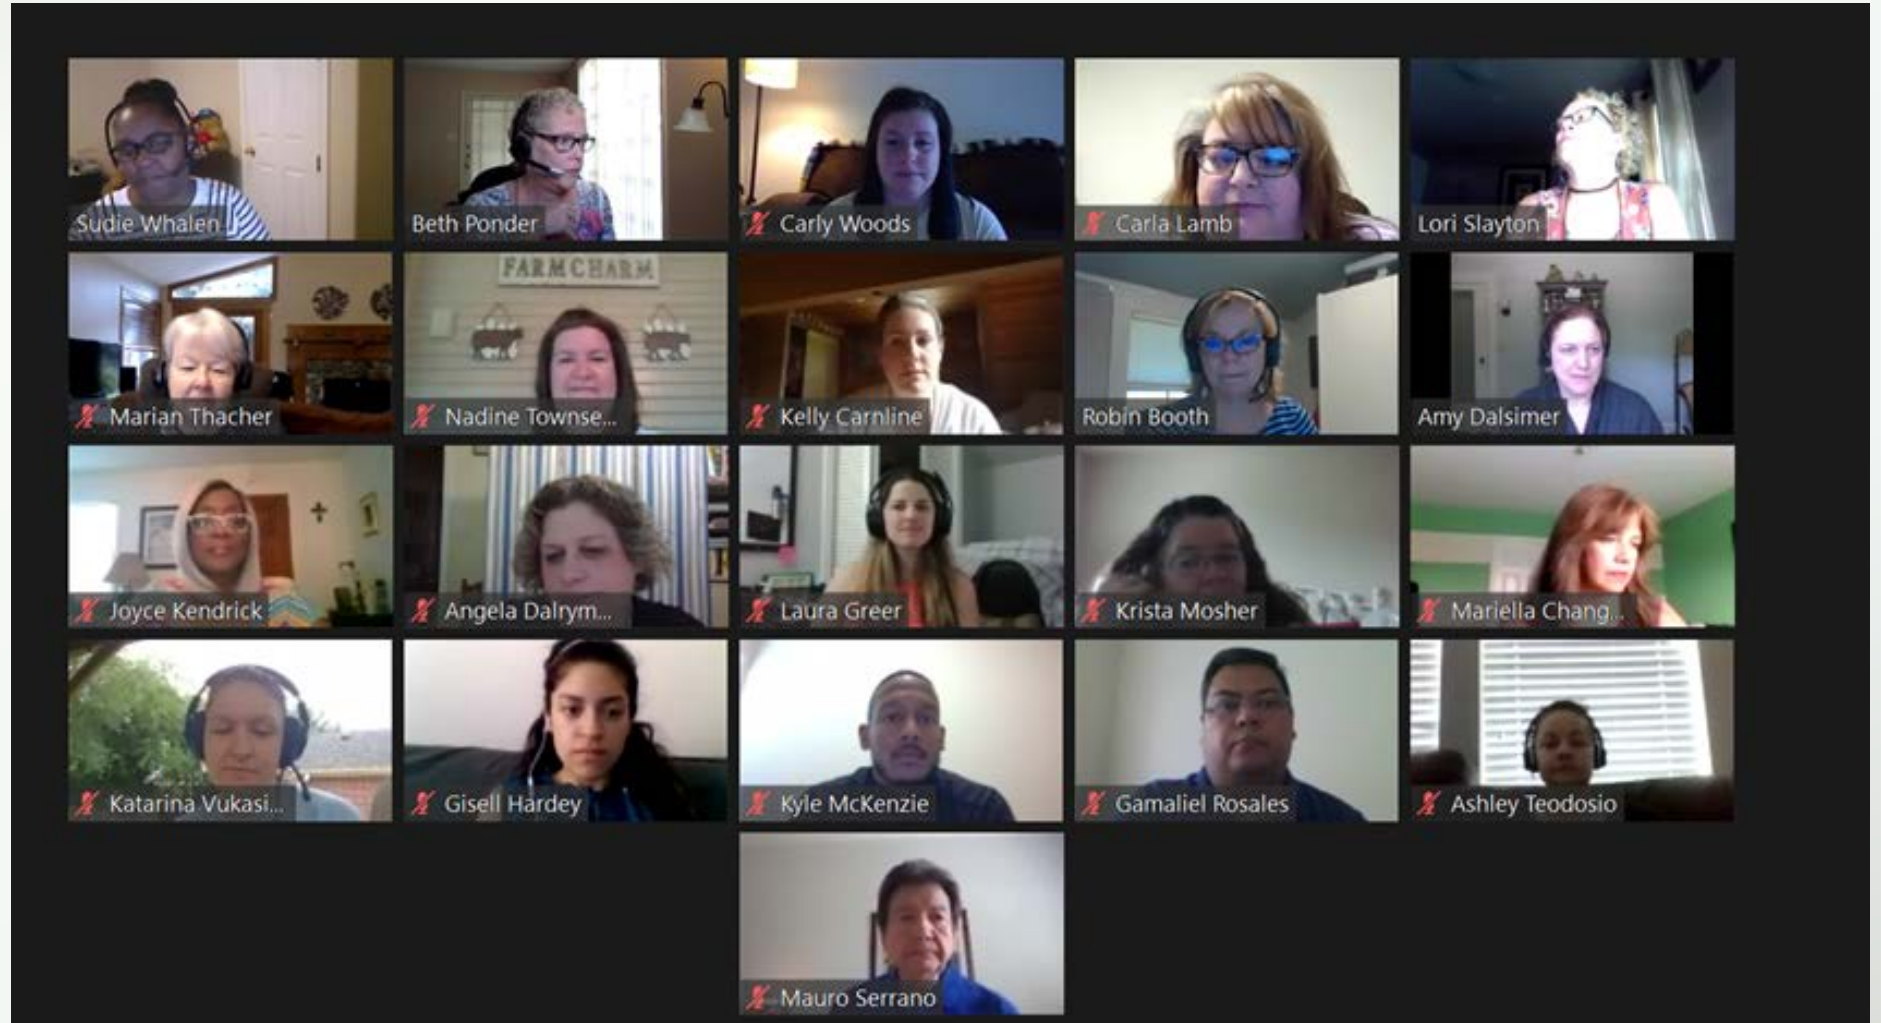 Sudie Whalen
Beth Ponder
Carly Woods
Carla Lamb
Lori Slayton
FARM CHARM
Marian Thacher
Nadine Townse...
Kelly Carnline
Robin Booth
Amy Dalsimer
Joyce Kendrick
Angela Dalrym...
Laura Greer
Krista Mosher
Mariella Chang...
Katarina Vukasi...
Gisell Hardey
Kyle McKenzie
Gamaliel Rosales
Ashley Teodosio
Mauro Serrano